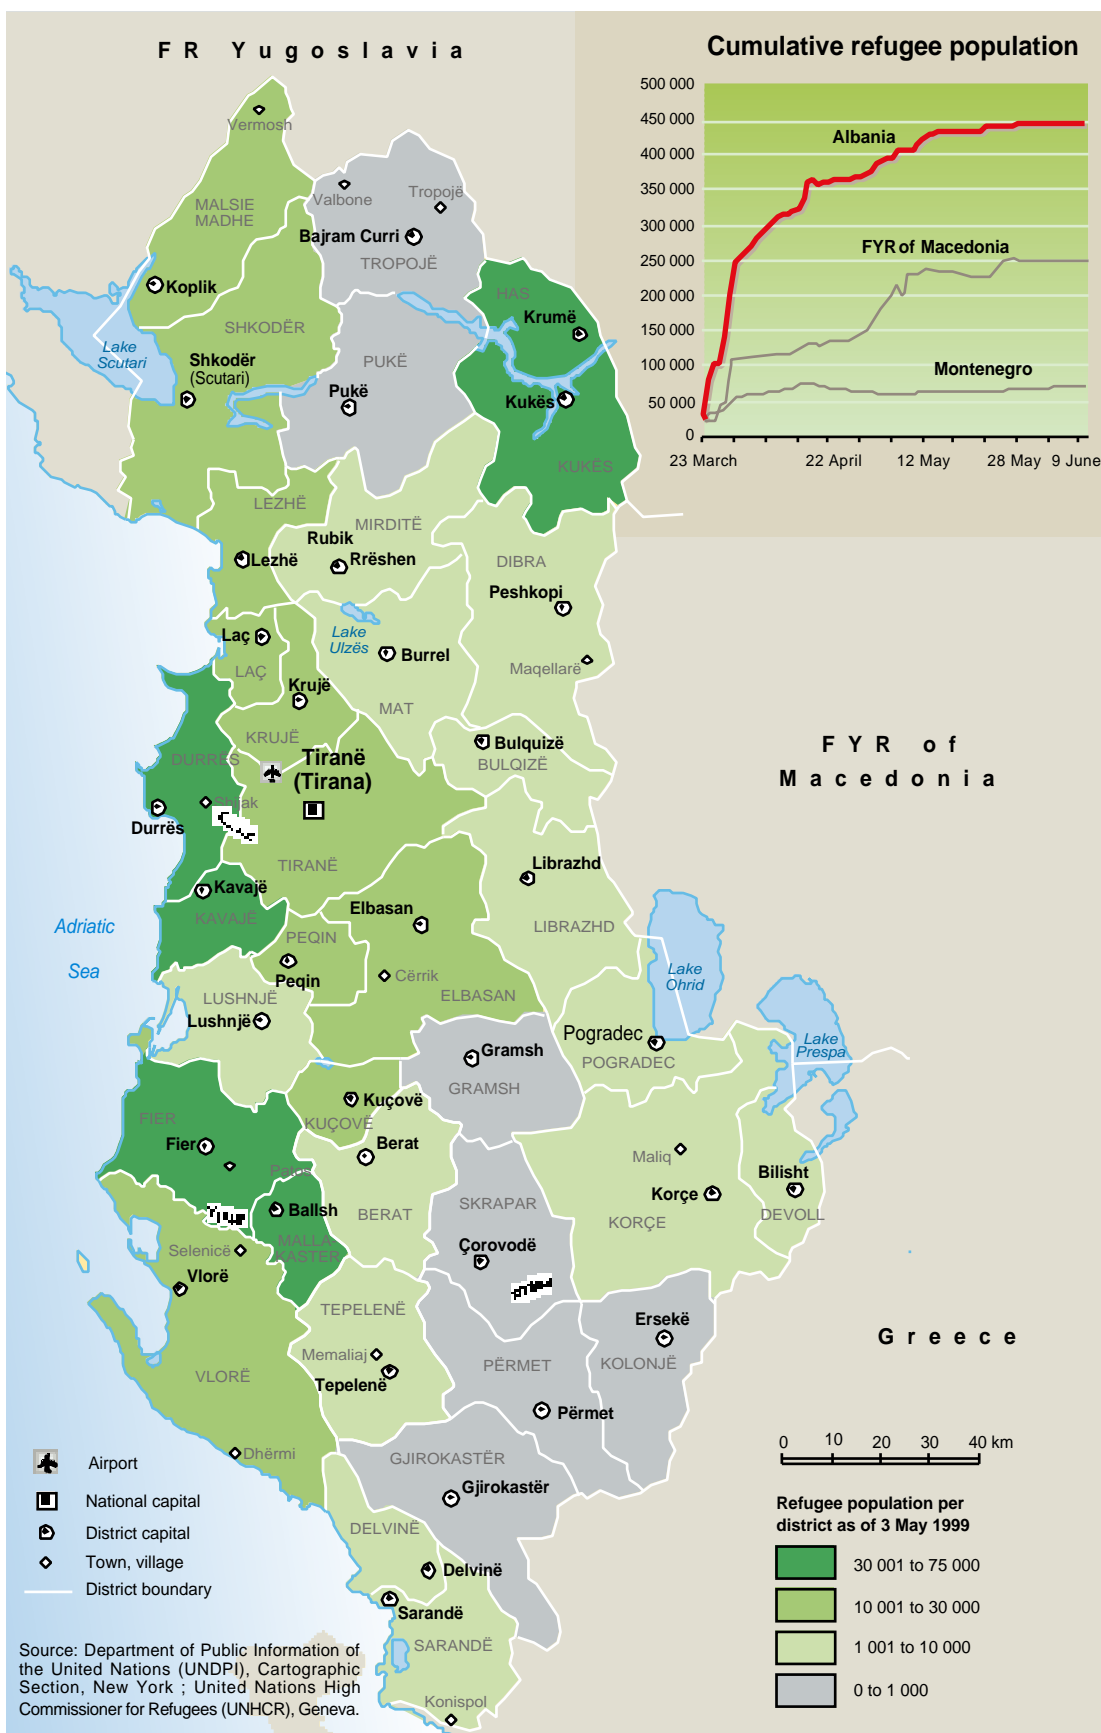 FR Yugoslavia
Cumulative refugee population
500 000
450 000
400 000
350 000
300 000
250 000
200 000
150 000
100 000
50 000
0
Albania
FYR of Macedonia
Montenegro
23 March
22 April
12 May
28 May
9 June
Vermosh
MALSIE
MADHE
Valbone
Tropojë
Bajram Curri
TROPOJË
Koplik
HAS
Krumë
SHKODËR
Lake
Scutari
Shkodër
(Scutari)
PUKË
Pukë
Kukës
KUKËS
LEZHË
MIRDITË
Rubik
Rrëshen
Lezhë
DIBRA
Peshkopi
Laç
LAÇ
Lake
Ulzës
Burrel
Maqellarë
Krujë
MAT
KRUJË
Bulquizë
BULQIZË
DURRËS
Tiranë
(Tirana)
Shijak
Durrës
FYR of
Macedonia
TIRANË
Librazhd
Kavajë
KAVAJË
Elbasan
LIBRAZHD
Adriatic
Sea
PEQIN
Peqin
Cërrik
ELBASAN
Lake
Ohrid
LUSHNJË
Lushnjë
Pogradec
POGRADEC
Lake
Prespa
Gramsh
GRAMSH
Kuçovë
KUÇOVË
FIER
Fier
Berat
Patos
Maliq
Bilisht
Korçe
KORÇE
DEVOLL
SKRAPAR
Ballsh
BERAT
MALLA
KASTER
Çorovodë
Selenicë
Vlorë
TEPELENË
Ersekë
Greece
Memaliaj
Tepelenë
PËRMET
KOLONJË
VLORË
Përmet
Dhërmi
GJIROKASTËR
Gjirokastër
DELVINË
Delvinë
Sarandë
SARANDË
Konispol
Airport
National capital
District capital
Town, village
District boundary
0 10 20 30 40 km
Refugee population per
district as of 3 May 1999
30 001 to 75 000
10 001 to 30 000
1 001 to 10 000
0 to 1 000
Source: Department of Public Information of
the United Nations (UNDPI), Cartographic
Section, New York ; United Nations High
Commissioner for Refugees (UNHCR), Geneva.